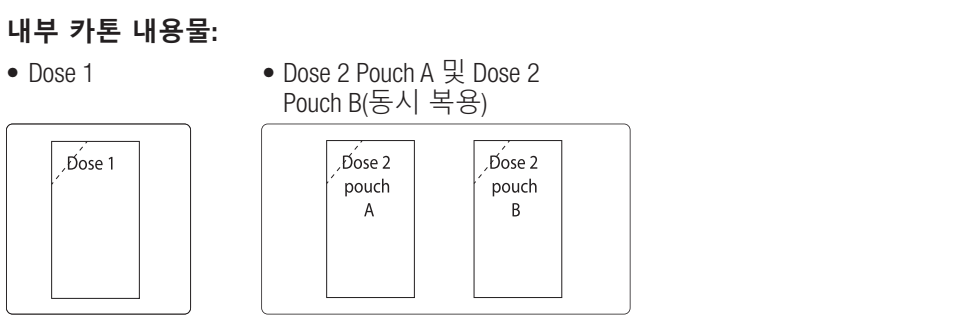 내부 카톤 내용물:
• Dose 1
• Dose 2 Pouch A 및 Dose 2
Pouch B(동시 복용)
Dose 1
Dose 2
pouch
A
Dose 2
pouch
B